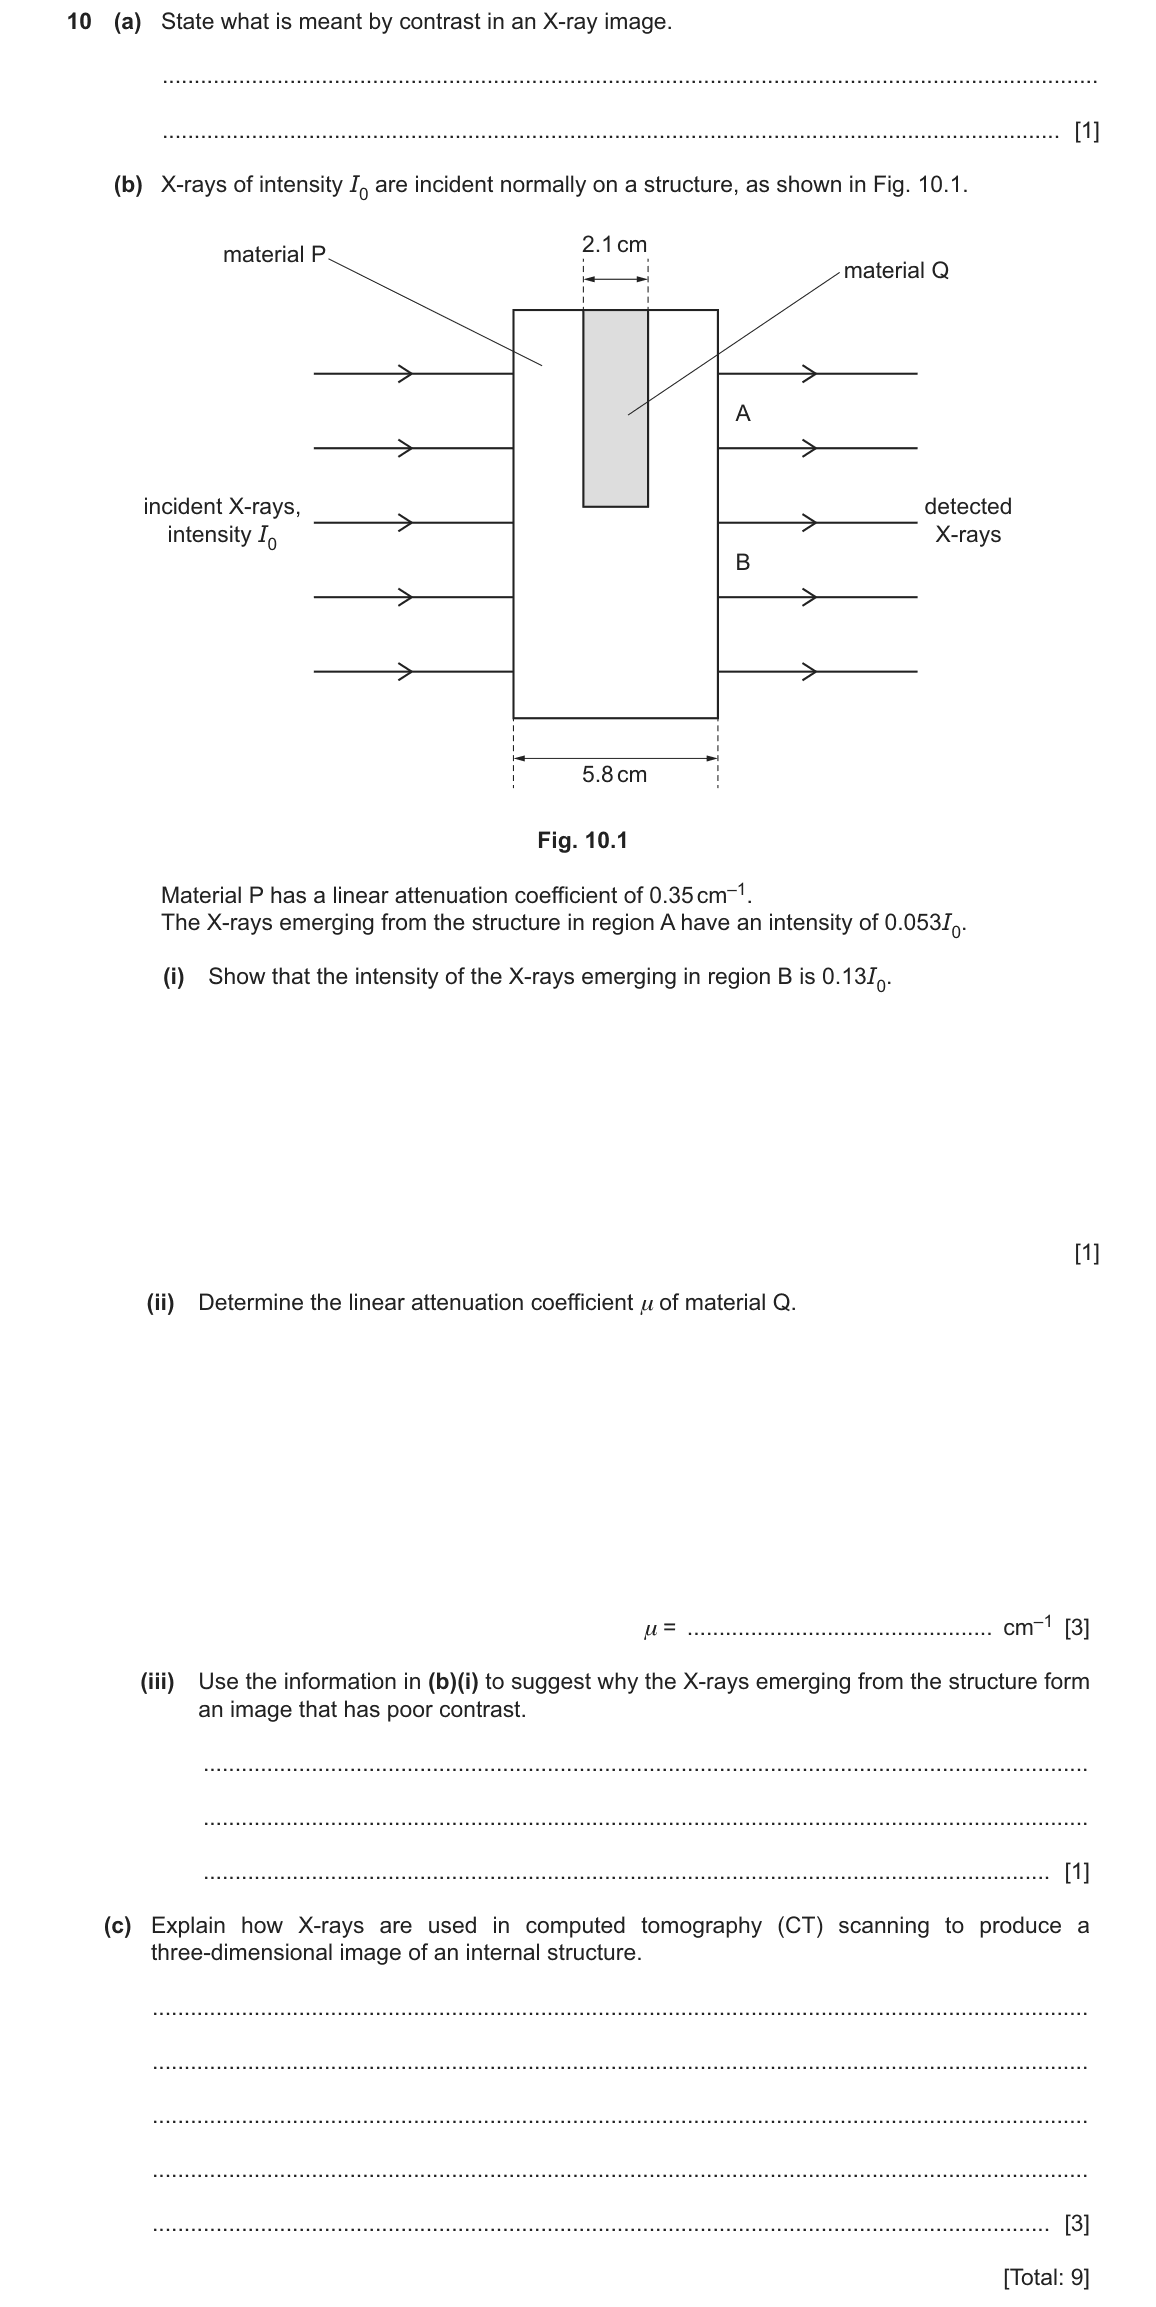 10 (a) State what is meant by contrast in an X-ray image.
..........................................................................................
.......................................................................................... [1]
(b) X-rays of intensity I₀ are incident normally on a structure, as shown in Fig. 10.1.
2.1 cm
material P
material Q
A
incident X-rays, intensity I₀
detected X-rays
B
5.8 cm
Fig. 10.1
Material P has a linear attenuation coefficient of 0.35 cm⁻¹.
The X-rays emerging from the structure in region A have an intensity of 0.053I₀.
(i) Show that the intensity of the X-rays emerging in region B is 0.13I₀.
[1]
(ii) Determine the linear attenuation coefficient μ of material Q.
μ = ................................................ cm⁻¹ [3]
(iii) Use the information in (b)(i) to suggest why the X-rays emerging from the structure form
an image that has poor contrast.
..........................................................................................
..........................................................................................
.......................................................................................... [1]
(c) Explain how X-rays are used in computed tomography (CT) scanning to produce a
three-dimensional image of an internal structure.
..........................................................................................
..........................................................................................
..........................................................................................
..........................................................................................
.......................................................................................... [3]
[Total: 9]